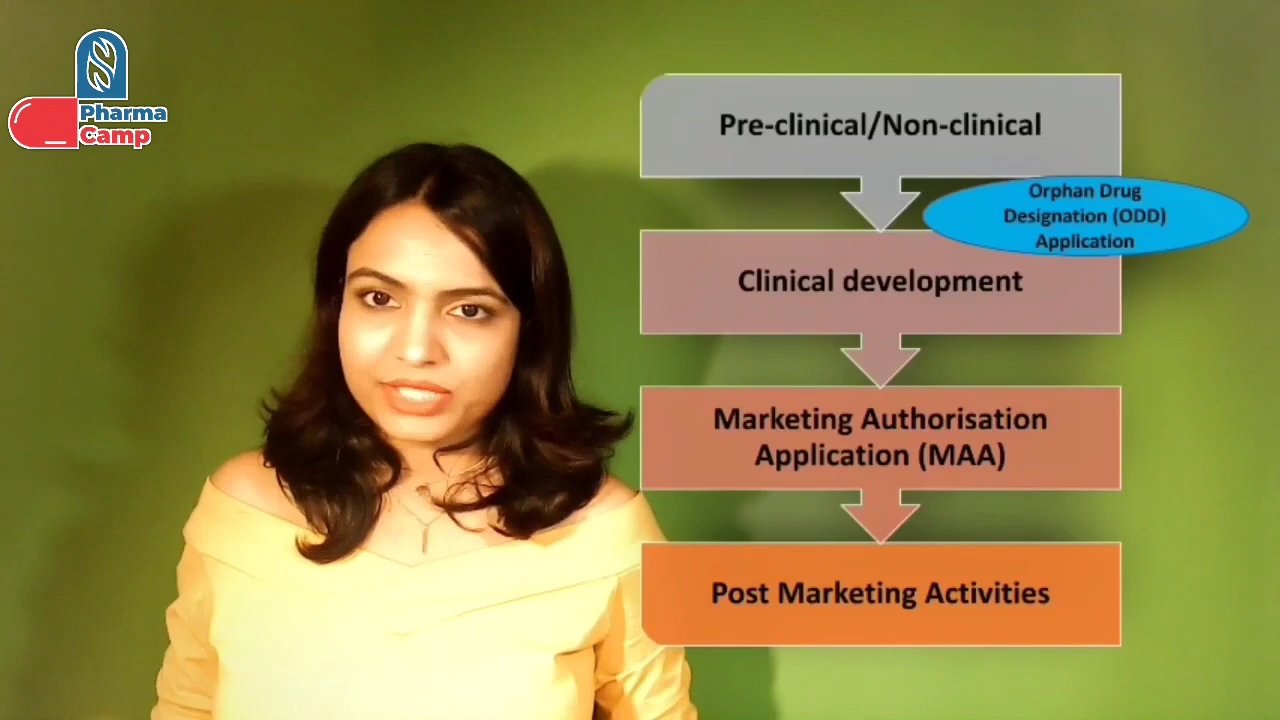 Pharma
Camp
Pre-clinical/Non-clinical
Orphan Drug
Designation (ODD)
Application
Clinical development
Marketing Authorisation
Application (MAA)
Post Marketing Activities